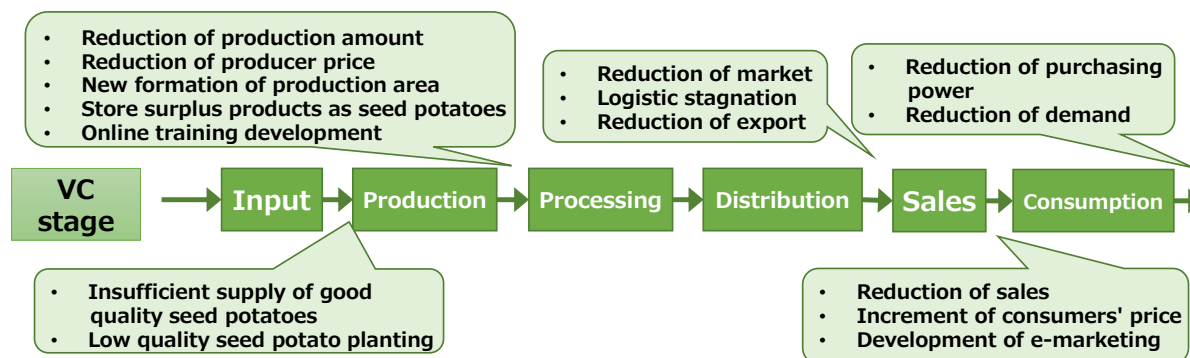 • Reduction of production amount
• Reduction of producer price
• New formation of production area
• Store surplus products as seed potatoes
• Online training development
• Reduction of market
• Logistic stagnation
• Reduction of export
• Reduction of purchasing
power
• Reduction of demand
VC
stage
Input
Production
Processing
Distribution
Sales
Consumption
• Insufficient supply of good
quality seed potatoes
• Low quality seed potato planting
• Reduction of sales
• Increment of consumers' price
• Development of e-marketing